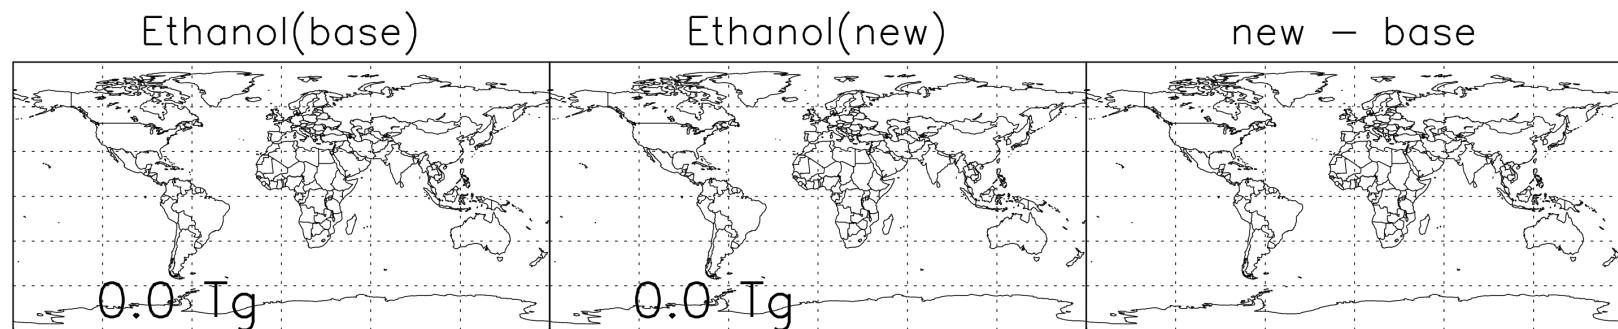 Ethanol(base)
Ethanol(new)
new − base
0.0 Tg
0.0 Tg